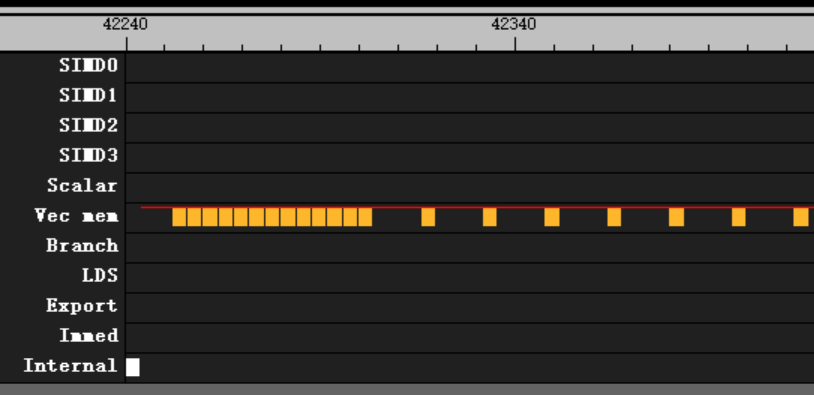 42240 42340
SIMD0
SIMD1
SIMD2
SIMD3
Scalar
Vec mem
Branch
LDS
Export
Immed
Internal